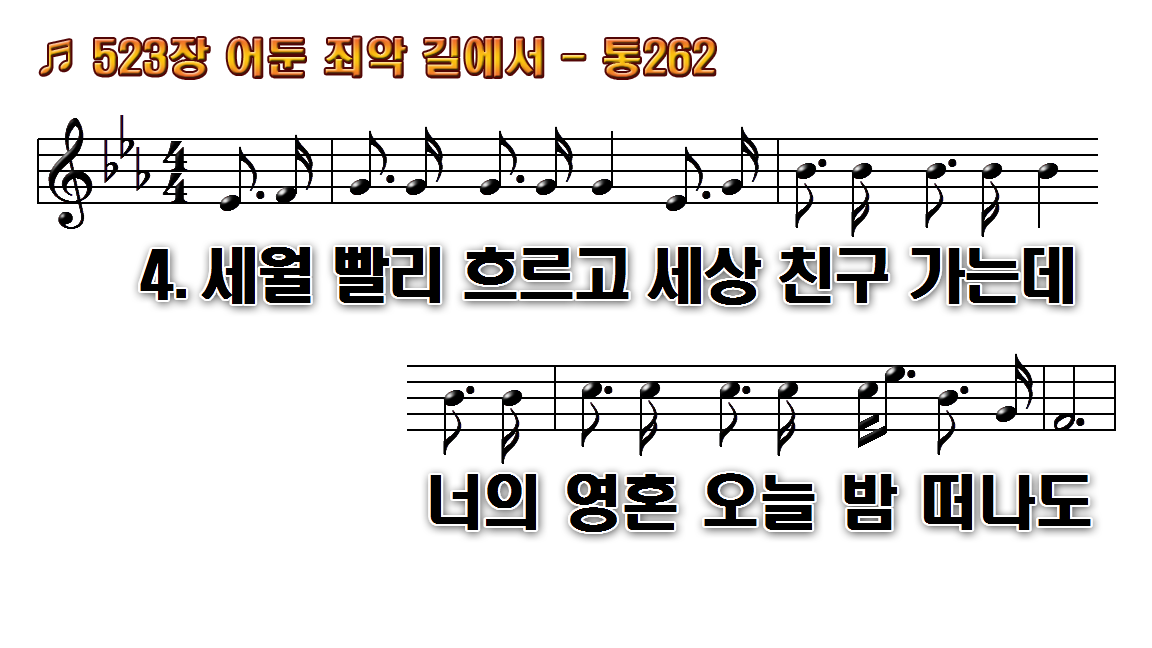 ♬ 523장 어둔 죄악 길에서 - 통262
4. 세월 빨리 흐르고 세상 친구 가는데
너의 영혼 오늘 밤 떠나도